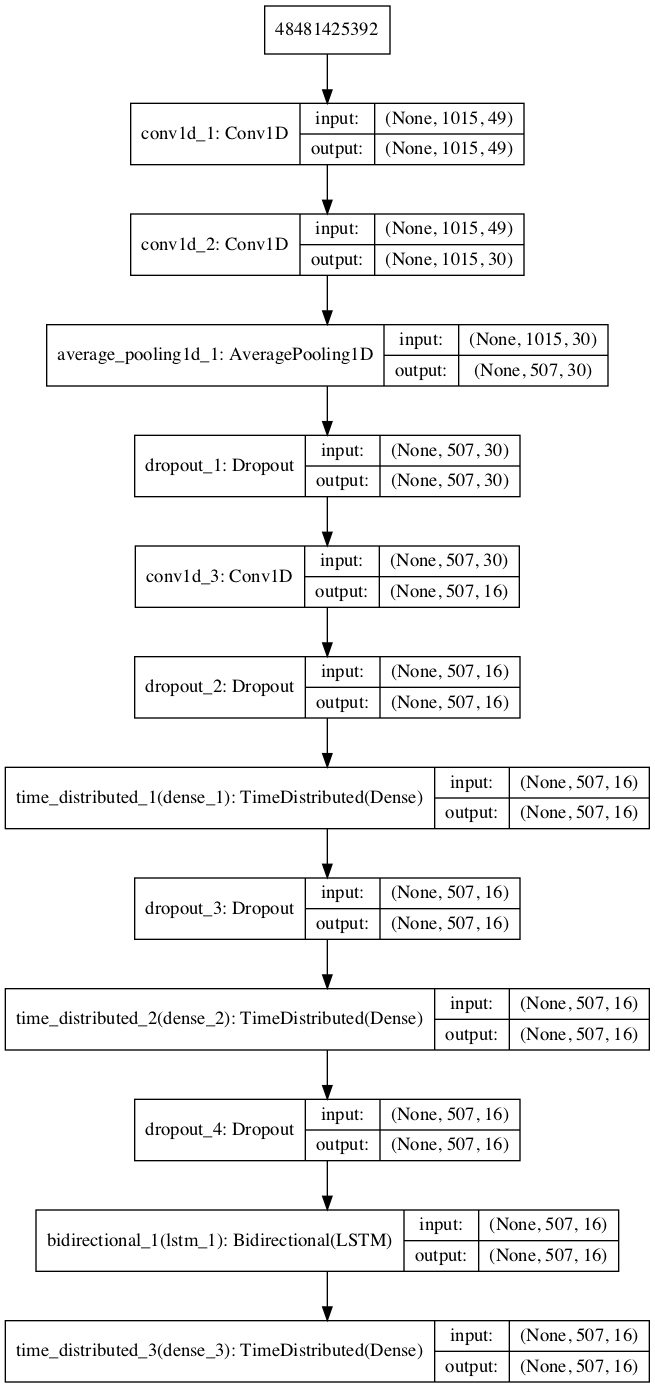 48481425392
conv1d_1: Conv1D
input:
(None, 1015, 49)
output:
(None, 1015, 49)
conv1d_2: Conv1D
input:
(None, 1015, 49)
output:
(None, 1015, 30)
average_pooling1d_1: AveragePooling1D
input:
(None, 1015, 30)
output:
(None, 507, 30)
dropout_1: Dropout
input:
(None, 507, 30)
output:
(None, 507, 30)
conv1d_3: Conv1D
input:
(None, 507, 30)
output:
(None, 507, 16)
dropout_2: Dropout
input:
(None, 507, 16)
output:
(None, 507, 16)
time_distributed_1(dense_1): TimeDistributed(Dense)
input:
(None, 507, 16)
output:
(None, 507, 16)
dropout_3: Dropout
input:
(None, 507, 16)
output:
(None, 507, 16)
time_distributed_2(dense_2): TimeDistributed(Dense)
input:
(None, 507, 16)
output:
(None, 507, 16)
dropout_4: Dropout
input:
(None, 507, 16)
output:
(None, 507, 16)
bidirectional_1(lstm_1): Bidirectional(LSTM)
input:
(None, 507, 16)
output:
(None, 507, 16)
time_distributed_3(dense_3): TimeDistributed(Dense)
input:
(None, 507, 16)
output:
(None, 507, 16)